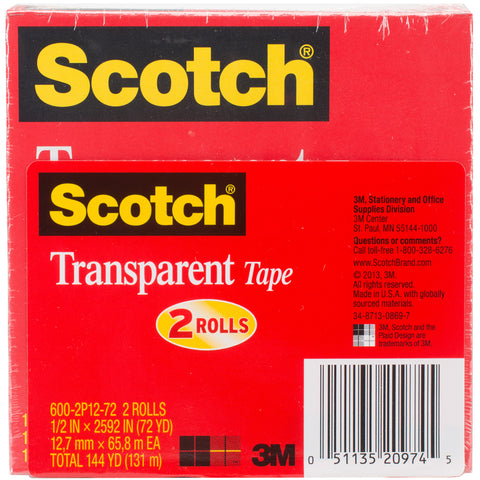 Scotch®
Transparent
Scotch®
Transparent Tape
2 ROLLS
600-2P12-72 2 ROLLS
1/2 IN × 2592 IN (72 YD)
12,7 mm × 65,8 m EA
TOTAL 144 YD (131 m)
3M
3M, Stationery and Office
Supplies Division
3M Center
St. Paul, MN 55144-1000
Questions or comments?
Call toll-free 1-800-328-6276
www.ScotchBrand.com
© 2013, 3M.
All rights reserved.
Made in U.S.A. with globally
sourced materials.
34-8713-0869-7
3M, Scotch and the
Plaid Design are
trademarks of 3M.
0 51135 20974 5